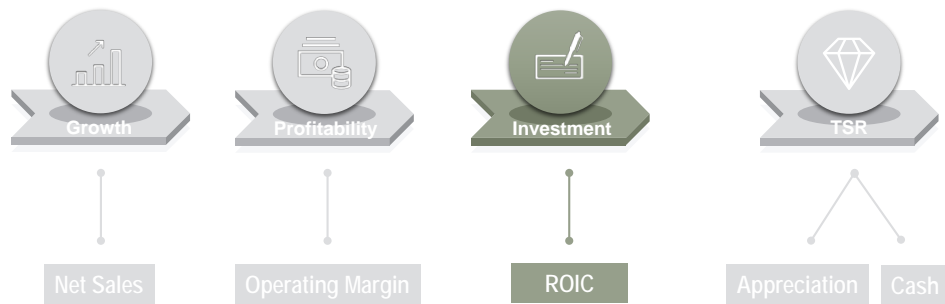 Growth
Profitability
Investment
TSR
Net Sales
Operating Margin
ROIC
Appreciation
Cash